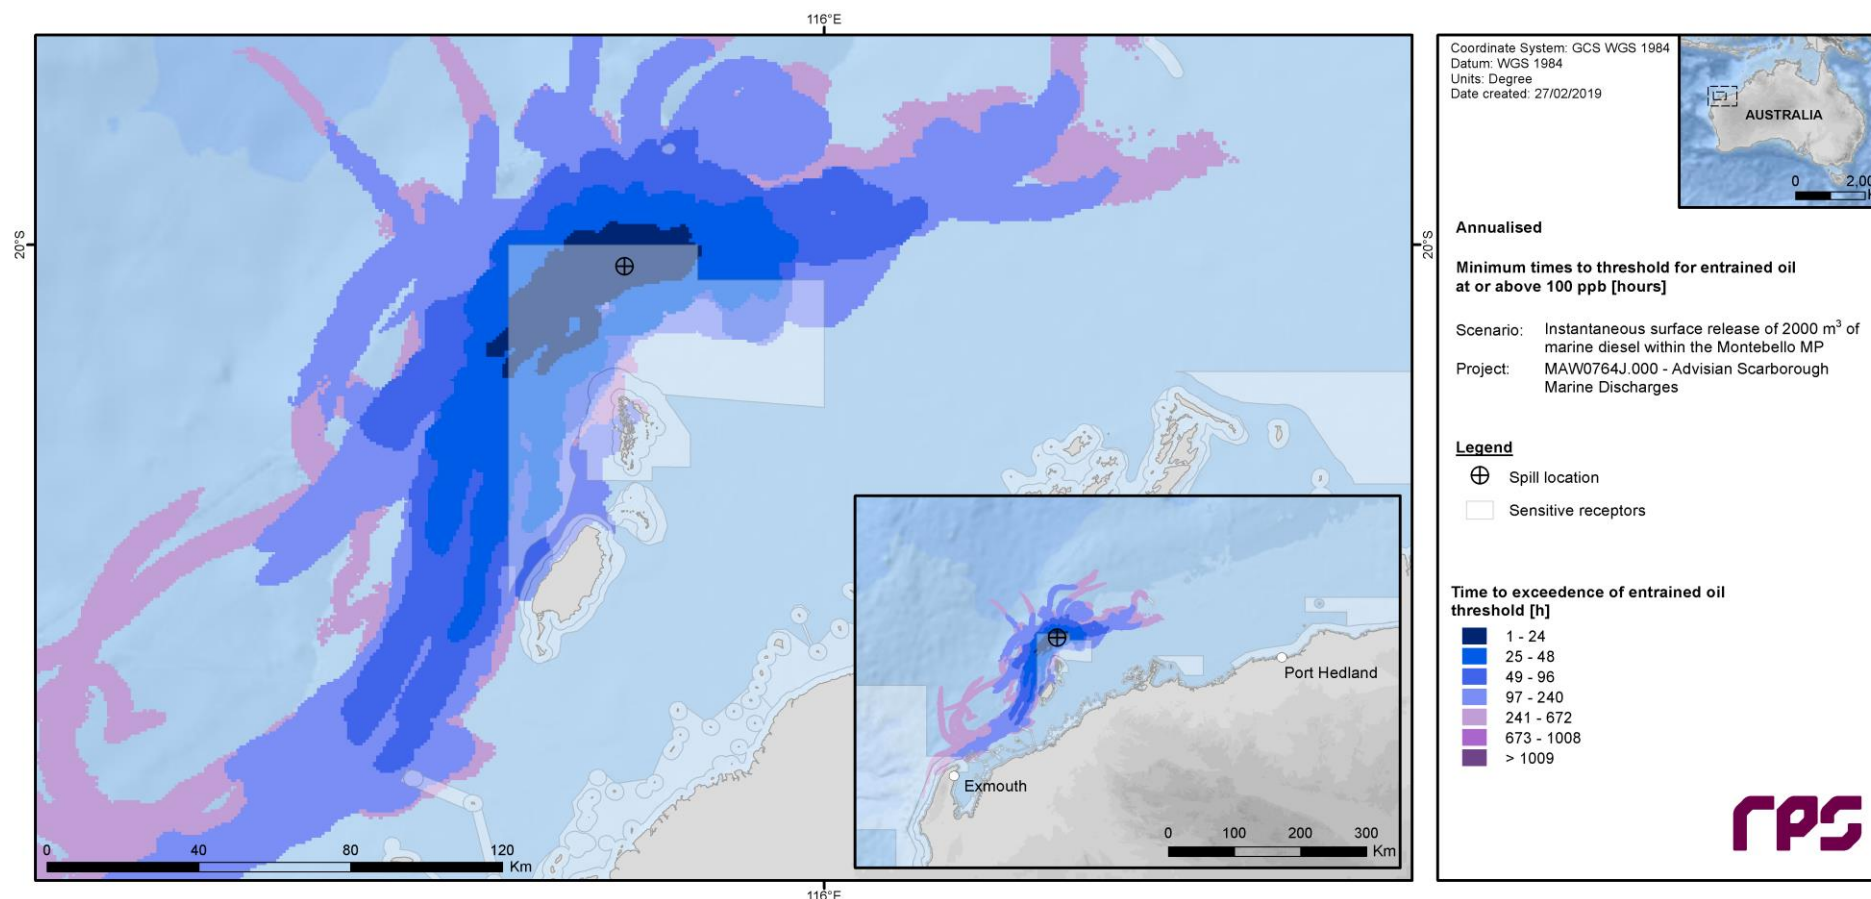 116°E
20°S
20°S
116°E
0 40 80 120
Km
Exmouth
Port Hedland
0 100 200 300
Km
Coordinate System: GCS WGS 1984
Datum: WGS 1984
Units: Degree
Date created: 27/02/2019
AUSTRALIA
0 2,00
Annualised
Minimum times to threshold for entrained oil
at or above 100 ppb [hours]
Scenario: Instantaneous surface release of 2000 m³ of
marine diesel within the Montebello MP
Project: MAW0764J.000 - Advisian Scarborough
Marine Discharges
Legend
Spill location
Sensitive receptors
Time to exceedence of entrained oil
threshold [h]
1 - 24
25 - 48
49 - 96
97 - 240
241 - 672
673 - 1008
> 1009
rps